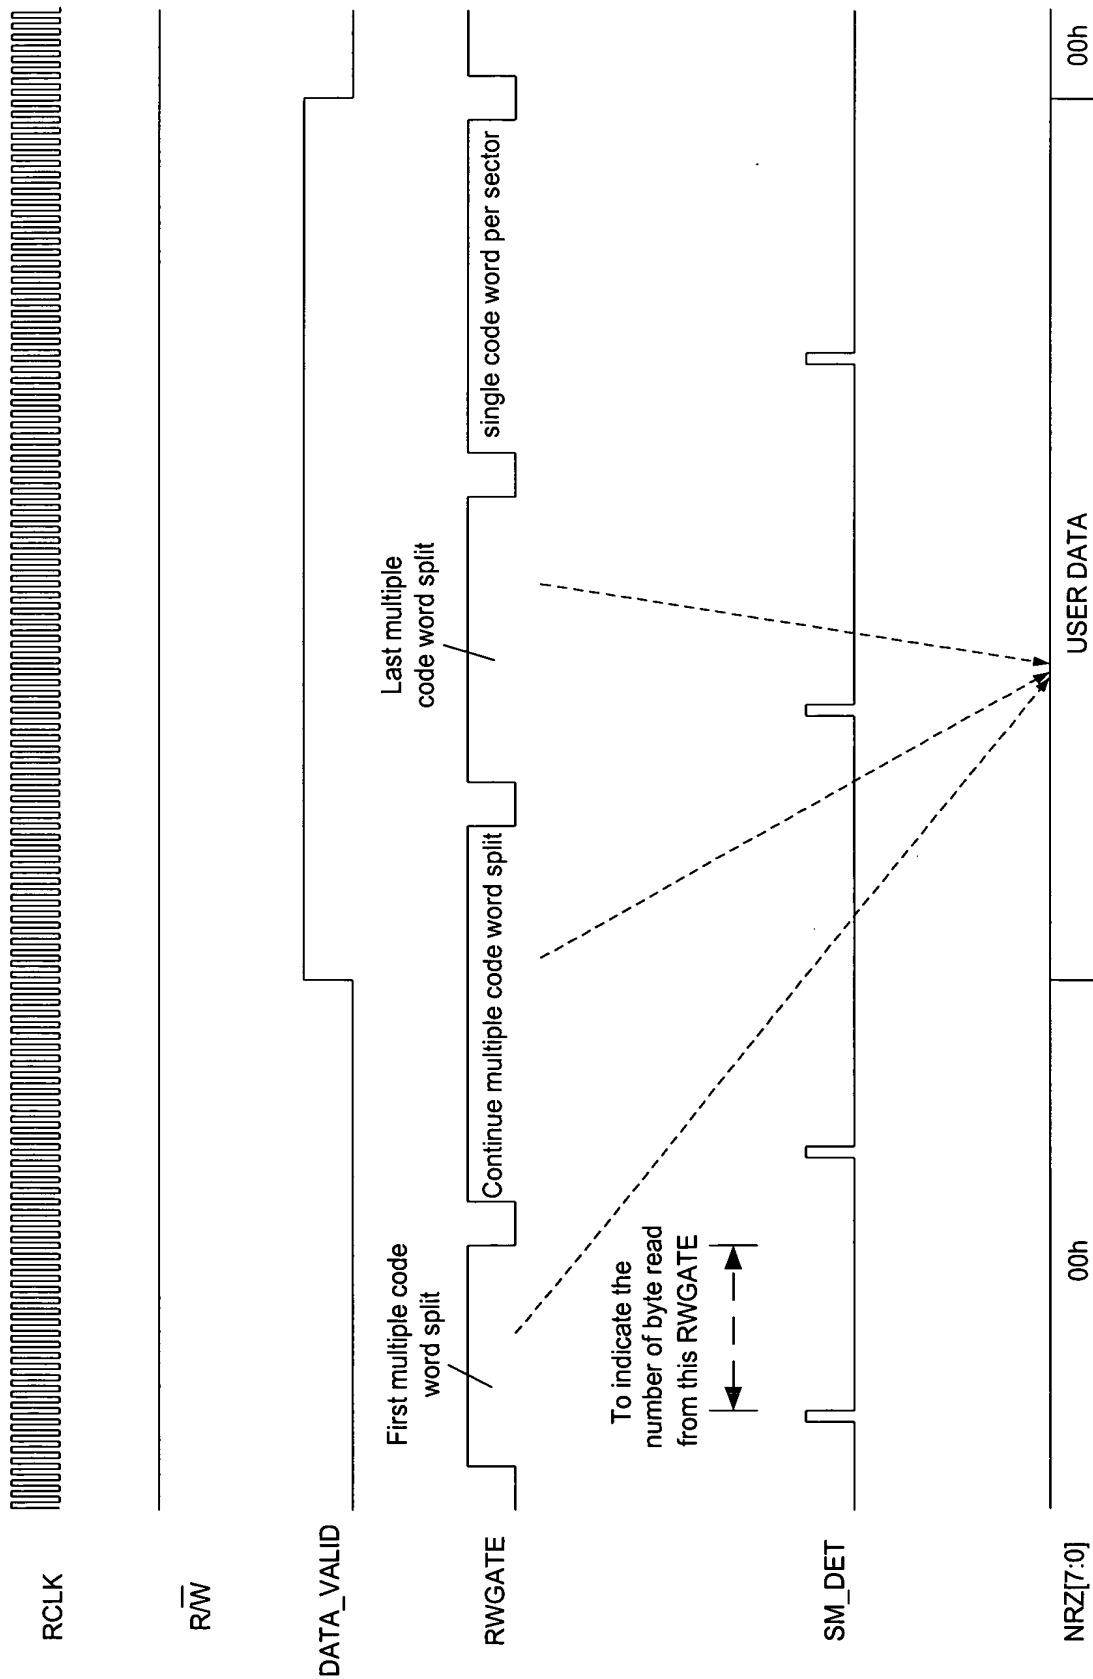 RCLK
R/W̅
DATA_VALID
First multiple code
word split
Last multiple
code word split
RWGATE
Continue multiple code word split
single code word per sector
To indicate the
number of byte read
from this RWGATE
SM_DET
NRZ[7:0]
00h
USER DATA
00h